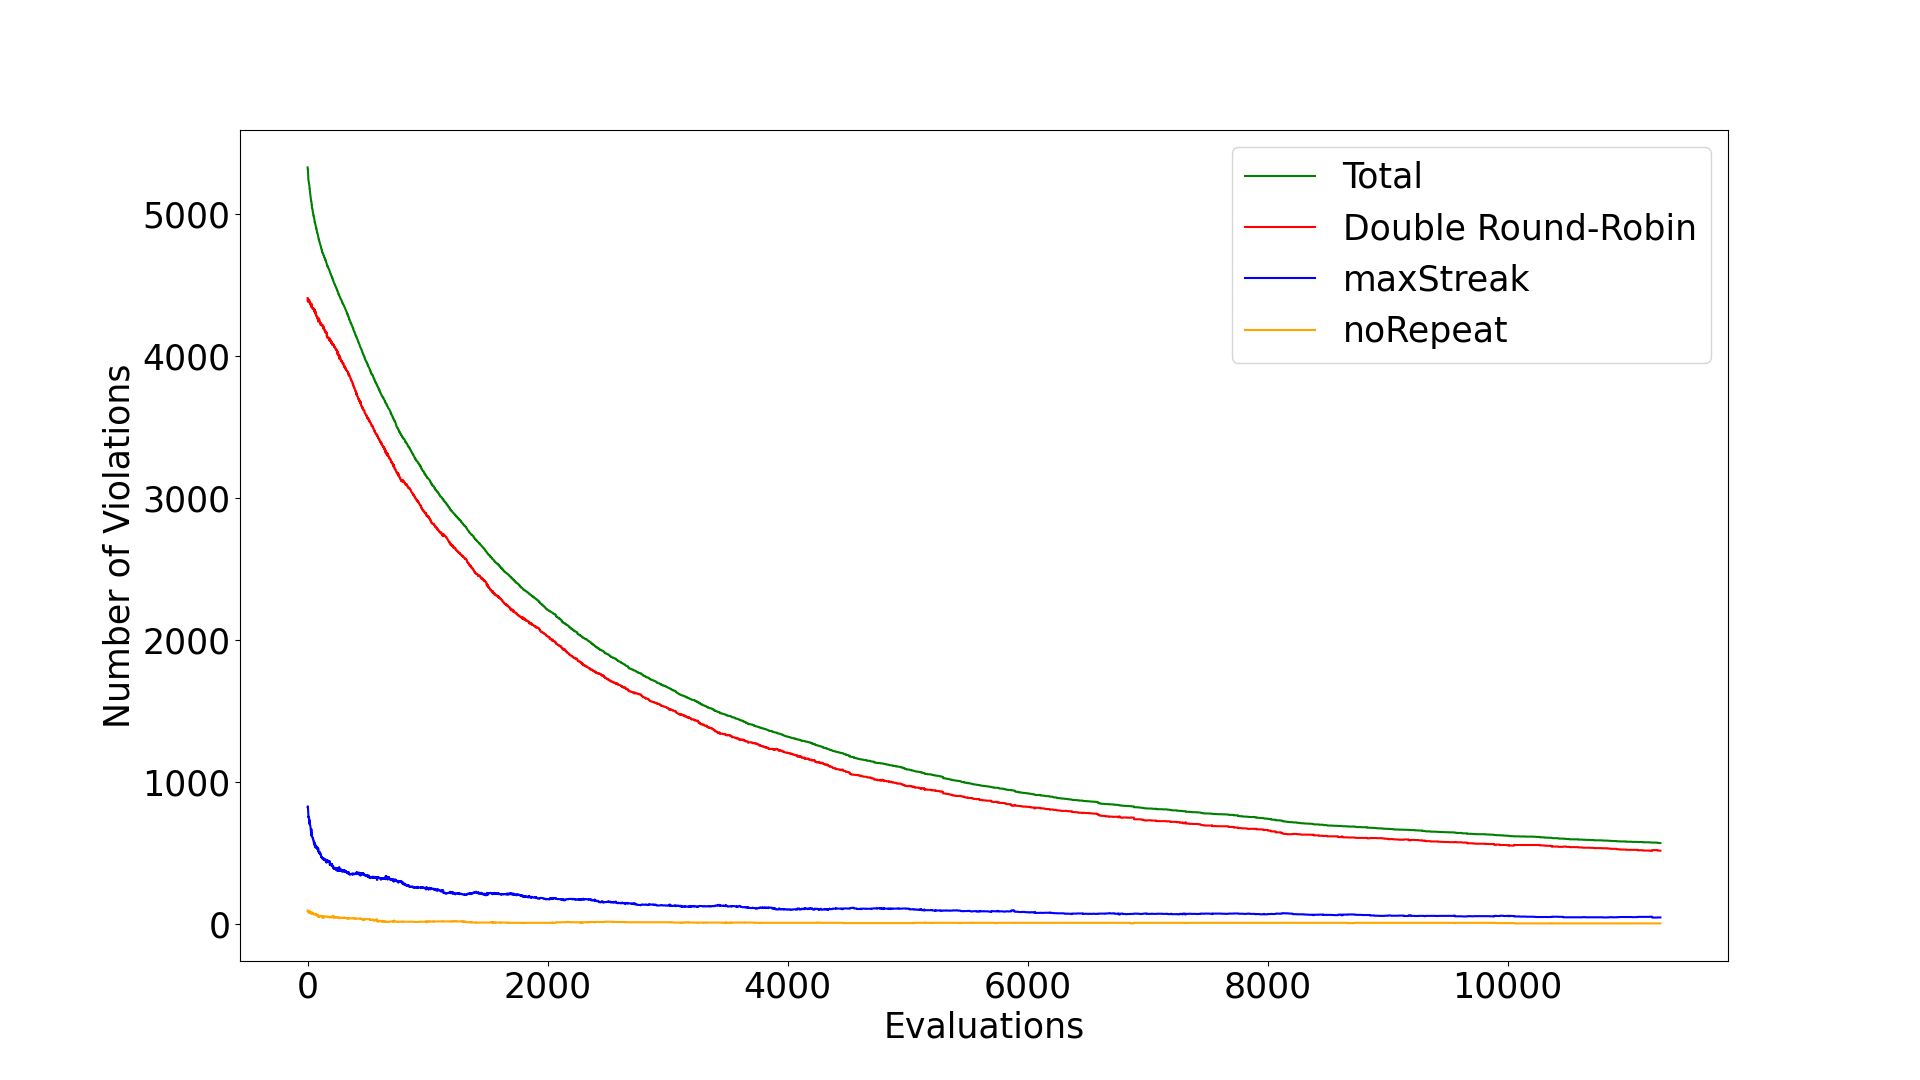 Total
Double Round-Robin
maxStreak
noRepeat
Number of Violations
5000
4000
3000
2000
1000
0
0 2000 4000 6000 8000 10000
Evaluations